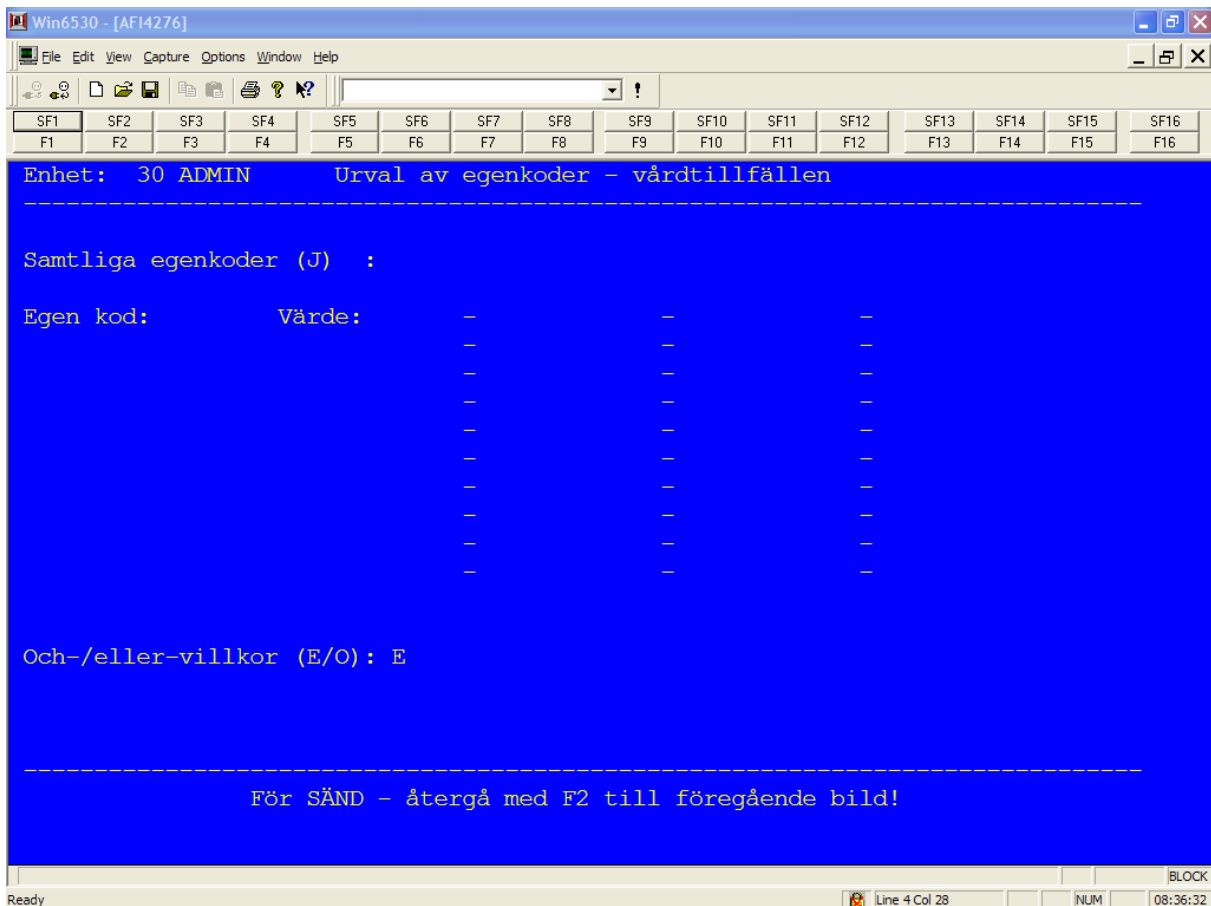 Win6530 - [AFI4276]
File Edit View Capture Options Window Help
SF1 SF2 SF3 SF4 SF5 SF6 SF7 SF8 SF9 SF10 SF11 SF12 SF13 SF14 SF15 SF16
F1 F2 F3 F4 F5 F6 F7 F8 F9 F10 F11 F12 F13 F14 F15 F16
Enhet: 30 ADMIN Urval av egenkoder - vårdtillfällen
-------------------------------------------------------------------------------
Samtliga egenkoder (J) :
Egen kod: Värde: - - -
- - -
- - -
- - -
- - -
- - -
- - -
- - -
- - -
- - -
Och-/eller-villkor (E/O): E
-------------------------------------------------------------------------------
För SÄND - återgå med F2 till föregående bild!
BLOCK
Ready Line 4 Col 28 NUM 08:36:32